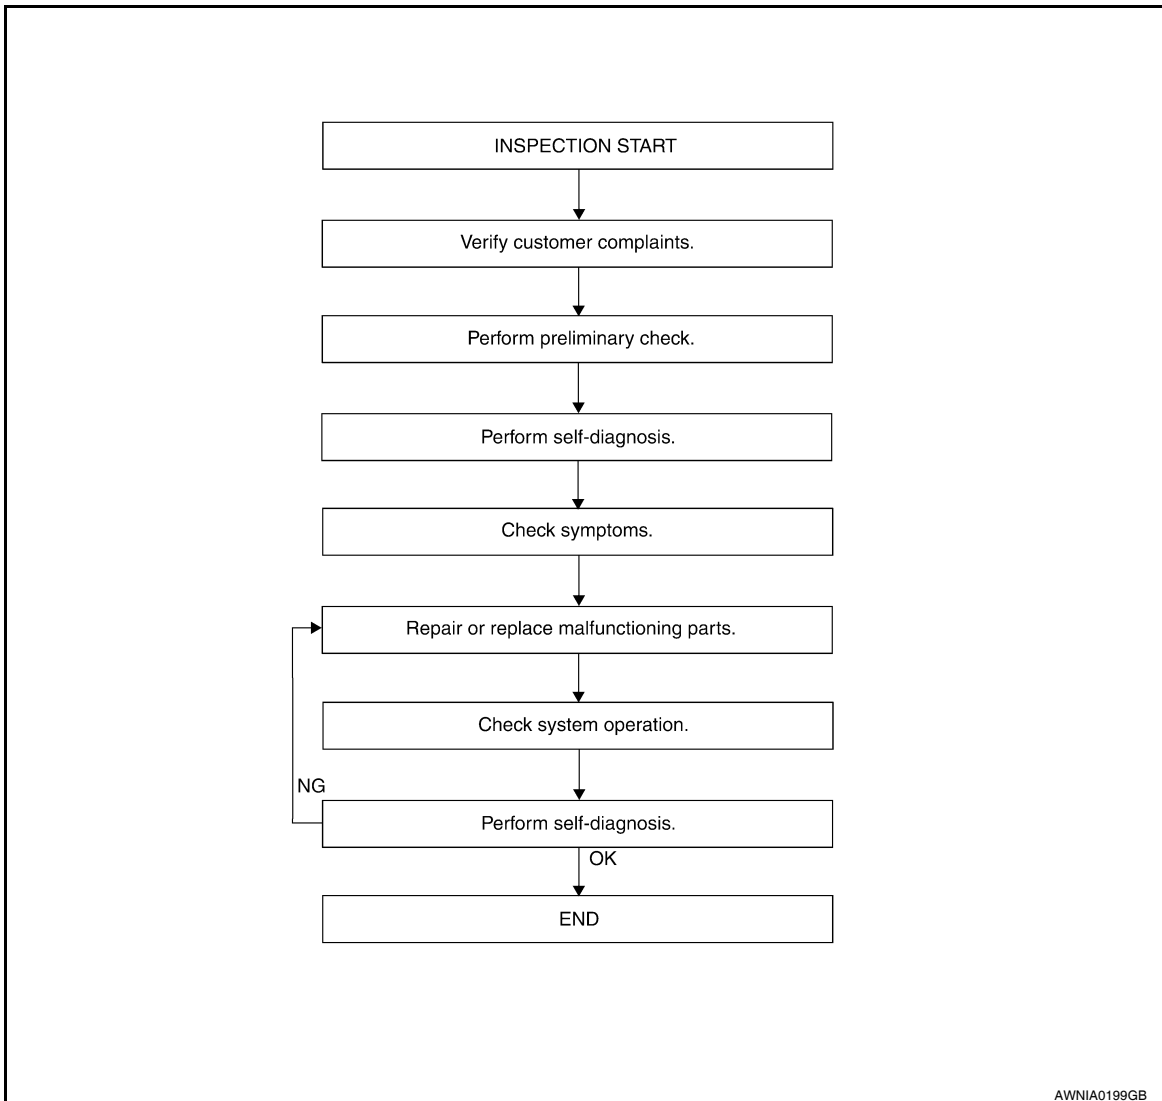 INSPECTION START
Verify customer complaints.
Perform preliminary check.
Perform self-diagnosis.
Check symptoms.
Repair or replace malfunctioning parts.
Check system operation.
NG
Perform self-diagnosis.
OK
END
AWNIA0199GB